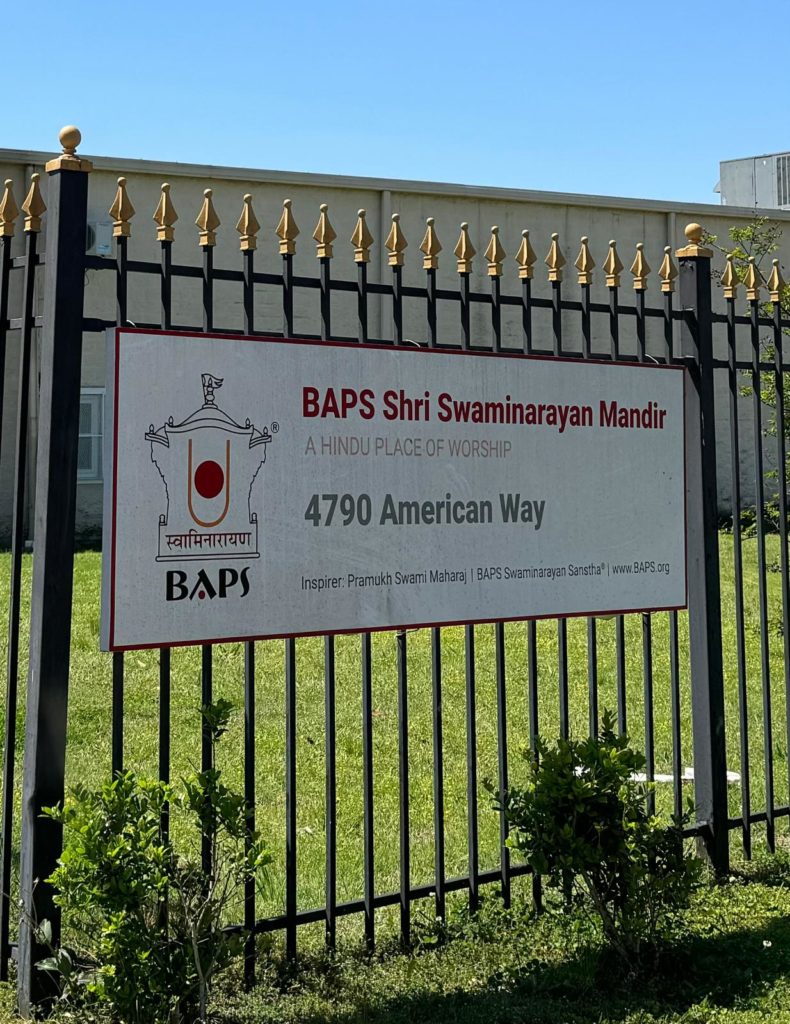 BAPS Shri Swaminarayan Mandir
A HINDU PLACE OF WORSHIP
4790 American Way
Inspirer: Pramukh Swami Maharaj | BAPS Swaminarayan Sanstha® | www.BAPS.org
®
स्वामिनारायण
BAPS